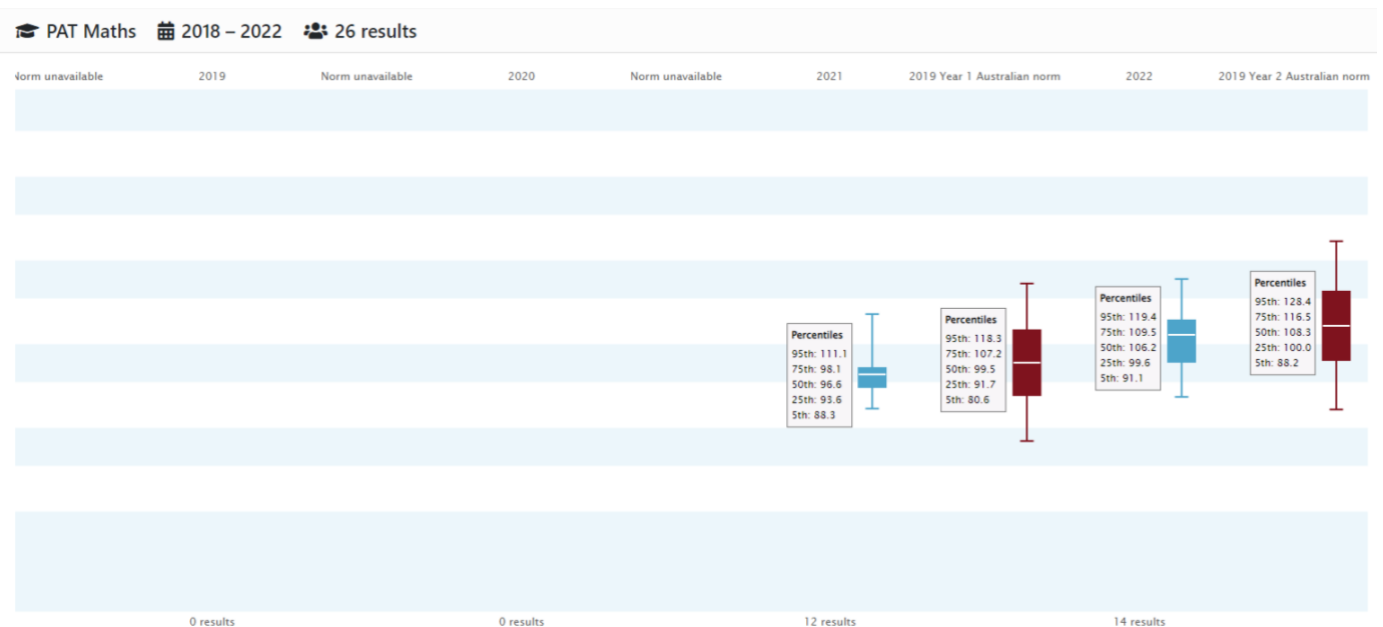 PAT Maths 2018 – 2022 26 results
Norm unavailable 2019 Norm unavailable 2020 Norm unavailable 2021 2019 Year 1 Australian norm 2022 2019 Year 2 Australian norm
Percentiles
95th: 111.1
75th: 98.1
50th: 96.6
25th: 93.6
5th: 88.3
Percentiles
95th: 118.3
75th: 107.2
50th: 99.5
25th: 91.7
5th: 80.6
Percentiles
95th: 119.4
75th: 109.5
50th: 106.2
25th: 99.6
5th: 91.1
Percentiles
95th: 128.4
75th: 116.5
50th: 108.3
25th: 100.0
5th: 88.2
0 results 0 results 12 results 14 results